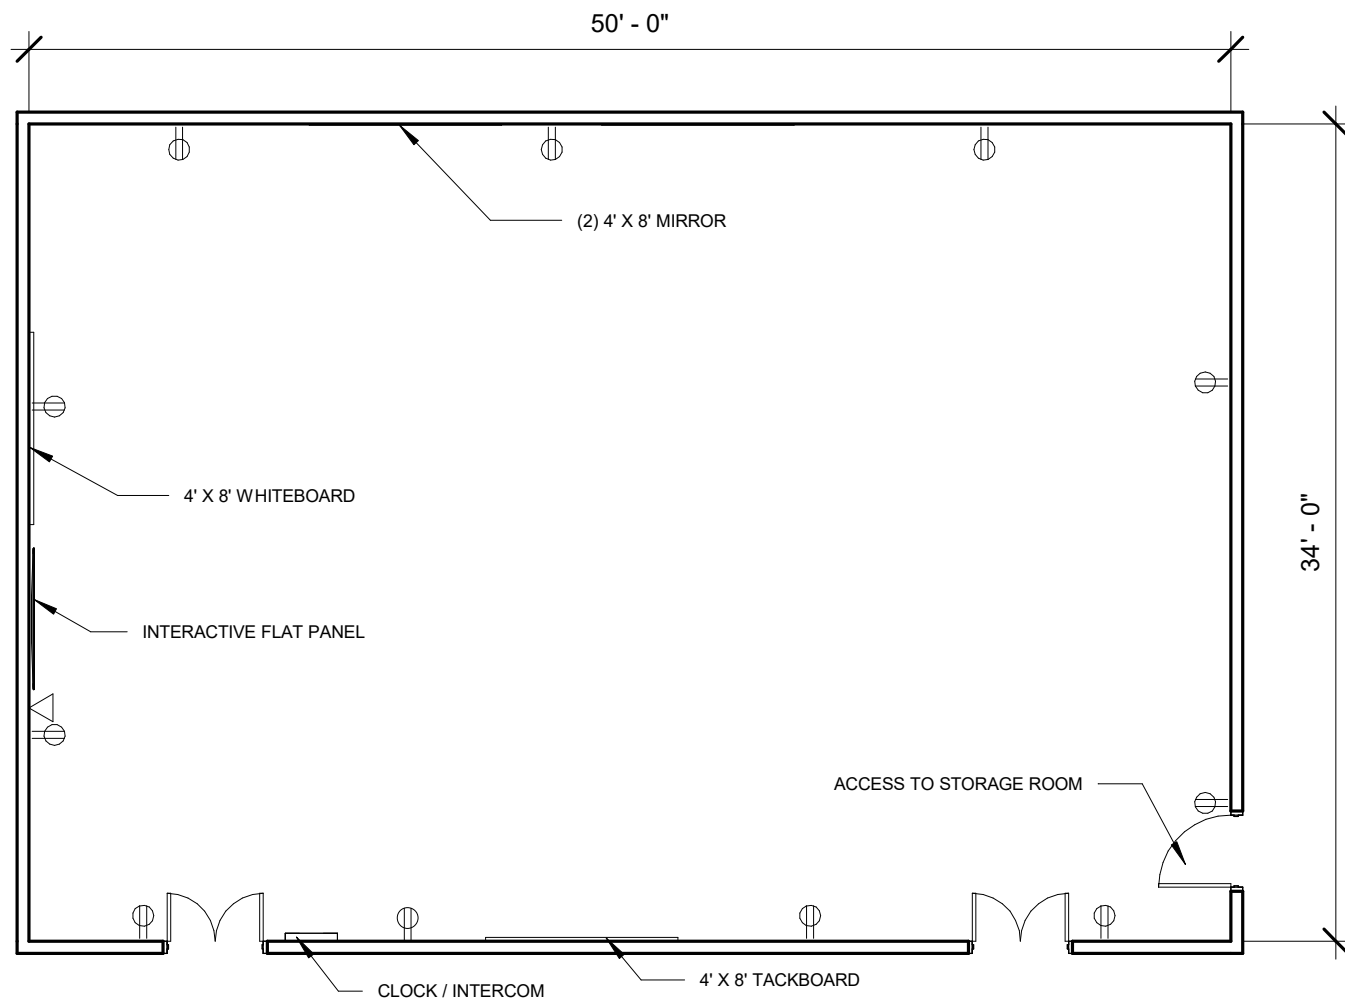 50' - 0"
(2) 4' X 8' MIRROR
4' X 8' WHITEBOARD
34' - 0"
INTERACTIVE FLAT PANEL
ACCESS TO STORAGE ROOM
4' X 8' TACKBOARD
CLOCK / INTERCOM